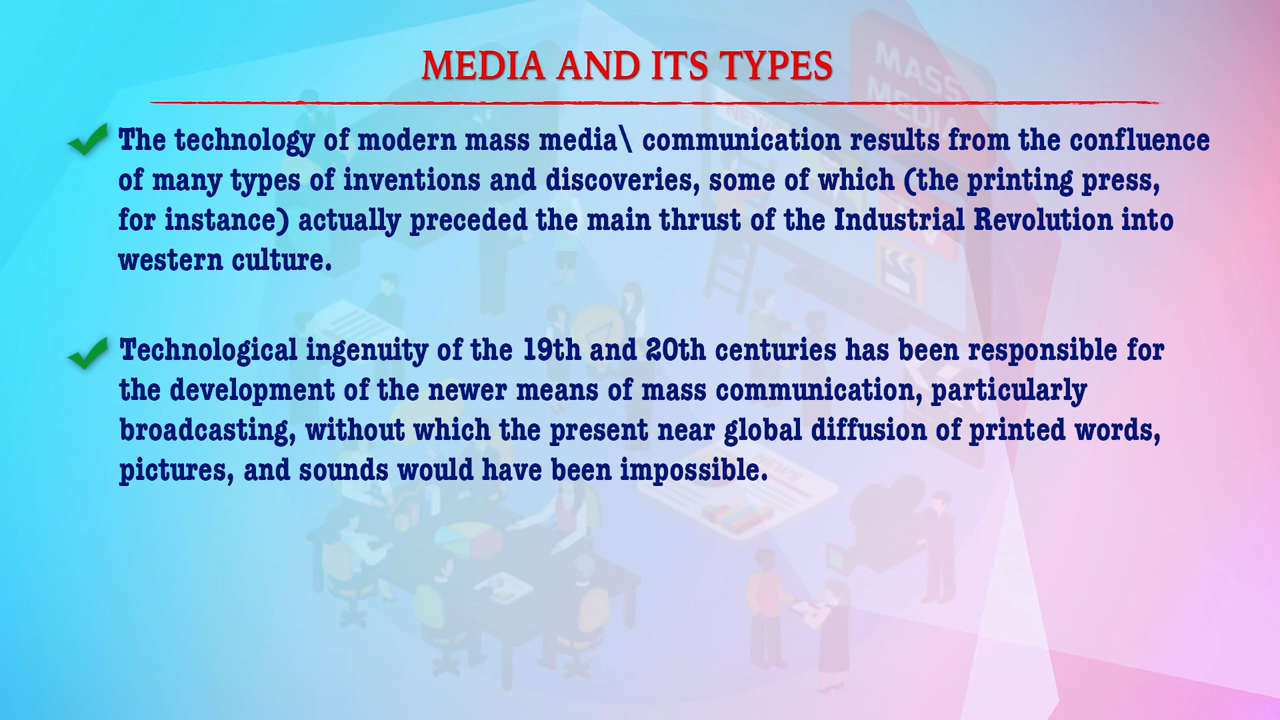 MEDIA AND ITS TYPES
The technology of modern mass media\ communication results from the confluence
of many types of inventions and discoveries, some of which (the printing press,
for instance) actually preceded the main thrust of the Industrial Revolution into
western culture.
Technological ingenuity of the 19th and 20th centuries has been responsible for
the development of the newer means of mass communication, particularly
broadcasting, without which the present near global diffusion of printed words,
pictures, and sounds would have been impossible.
MASS
MEDIA
NEWS